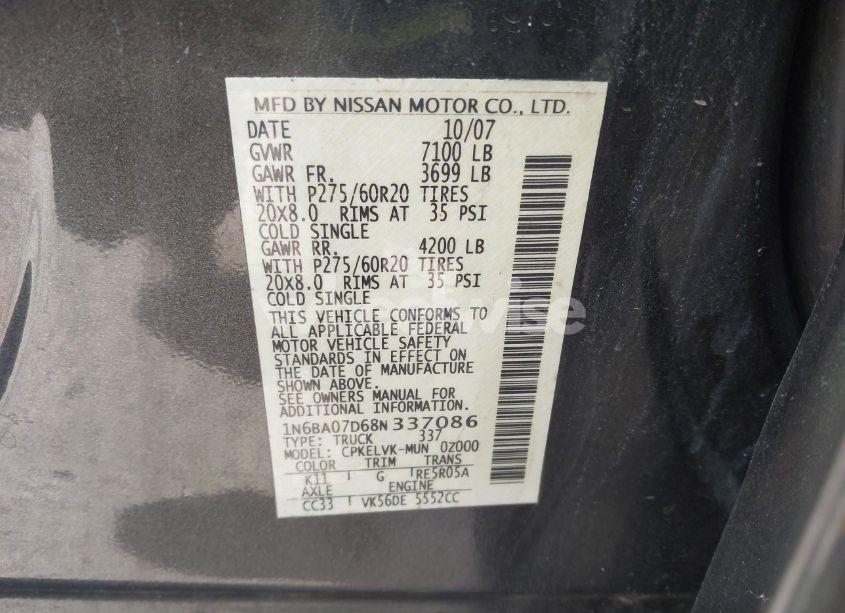 MFD BY NISSAN MOTOR CO., LTD.
DATE 10/07
GVWR 7100 LB
GAWR FR. 3699 LB
WITH P275/60R20 TIRES
20X8.0 RIMS AT 35 PSI
COLD SINGLE
GAWR RR. 4200 LB
WITH P275/60R20 TIRES
20X8.0 RIMS AT 35 PSI
COLD SINGLE
THIS VEHICLE CONFORMS TO
ALL APPLICABLE FEDERAL
MOTOR VEHICLE SAFETY
STANDARDS IN EFFECT ON
THE DATE OF MANUFACTURE
SHOWN ABOVE.
SEE OWNERS MANUAL FOR
ADDITIONAL INFORMATION.
1N6BA07D68N337086
TYPE: TRUCK 337
MODEL: CPKELVK-MUN 0Z000
COLOR TRIM TRANS
K11 G RE5R05A
AXLE ENGINE
CC33 VK56DE 5552CC